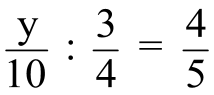 y/10 : 3/4 = 4/5